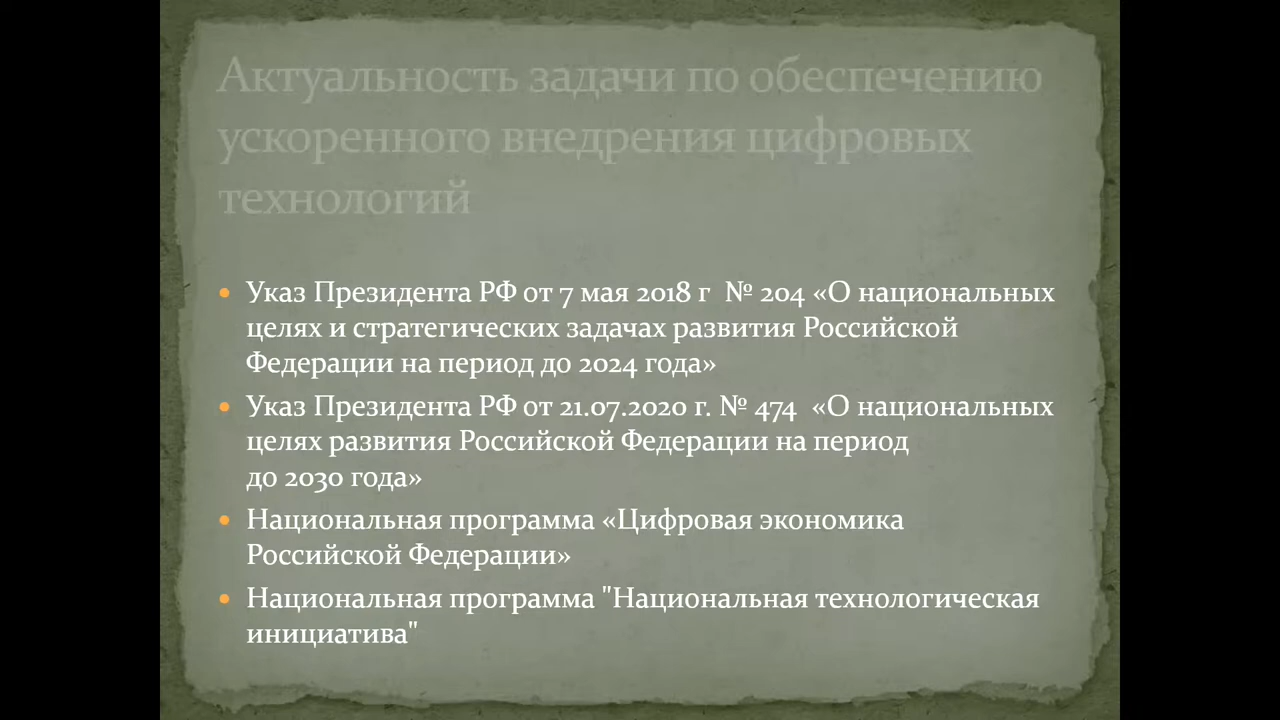 Актуальность задачи по обеспечению
ускоренного внедрения цифровых
технологий
• Указ Президента РФ от 7 мая 2018 г  № 204 «О национальных
целях и стратегических задачах развития Российской
Федерации на период до 2024 года»
• Указ Президента РФ от 21.07.2020 г. № 474  «О национальных
целях развития Российской Федерации на период
до 2030 года»
• Национальная программа «Цифровая экономика
Российской Федерации»
• Национальная программа "Национальная технологическая
инициатива"